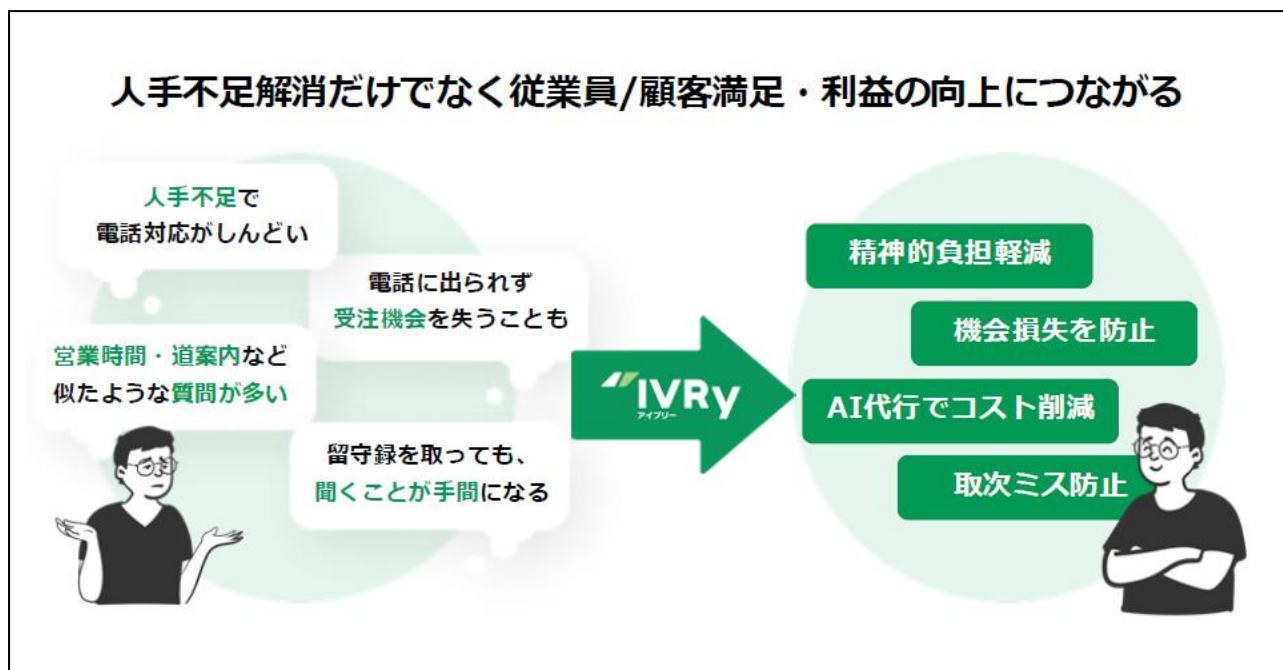 人手不足解消だけでなく従業員/顧客満足・利益の向上につながる
人手不足で
電話対応がしんどい
電話に出られず
受注機会を失うことも
営業時間・道案内など
似たような質問が多い
留守録を取っても、
聞くことが手間になる
IVRy
アイブリー
精神的負担軽減
機会損失を防止
AI代行でコスト削減
取次ミス防止